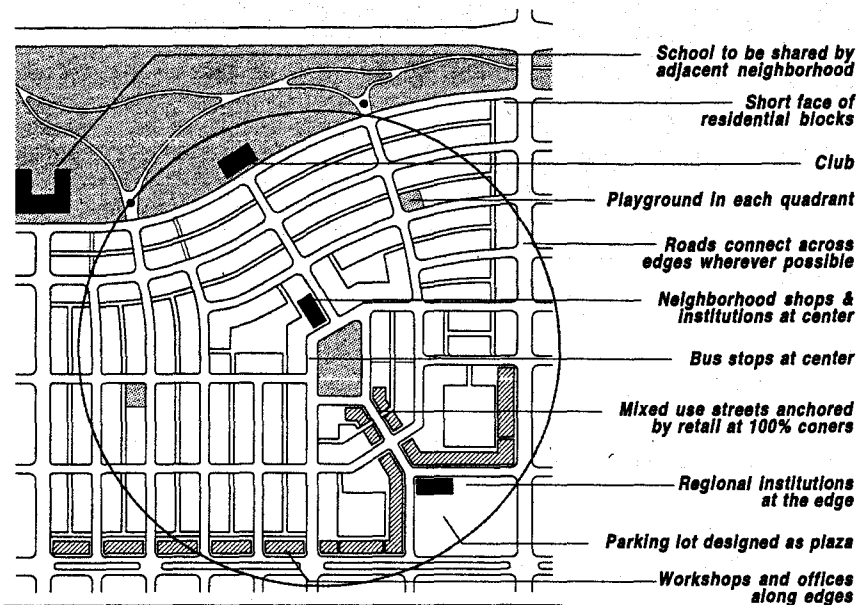 School to be shared by
adjacent neighborhood
Short face of
residential blocks
Club
Playground in each quadrant
Roads connect across
edges wherever possible
Neighborhood shops &
institutions at center
Bus stops at center
Mixed use streets anchored
by retail at 100% coners
Regional institutions
at the edge
Parking lot designed as plaza
Workshops and offices
along edges